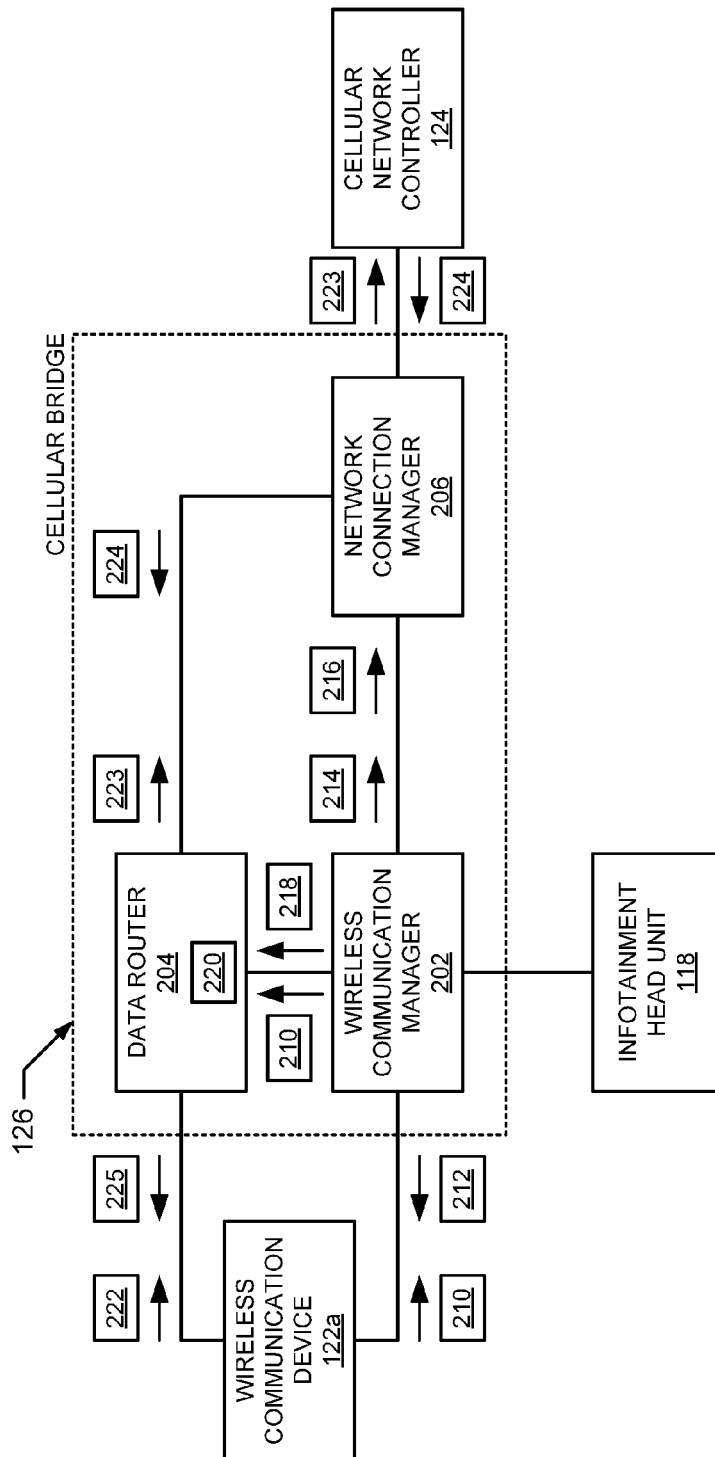 126
CELLULAR BRIDGE
222
225
223
224
DATA ROUTER
204
220
210
218
WIRELESS
COMMUNICATION
DEVICE
122a
210
212
WIRELESS
COMMUNICATION
MANAGER
202
214
216
NETWORK
CONNECTION
MANAGER
206
223
224
CELLULAR
NETWORK
CONTROLLER
124
INFOTAINMENT
HEAD UNIT
118